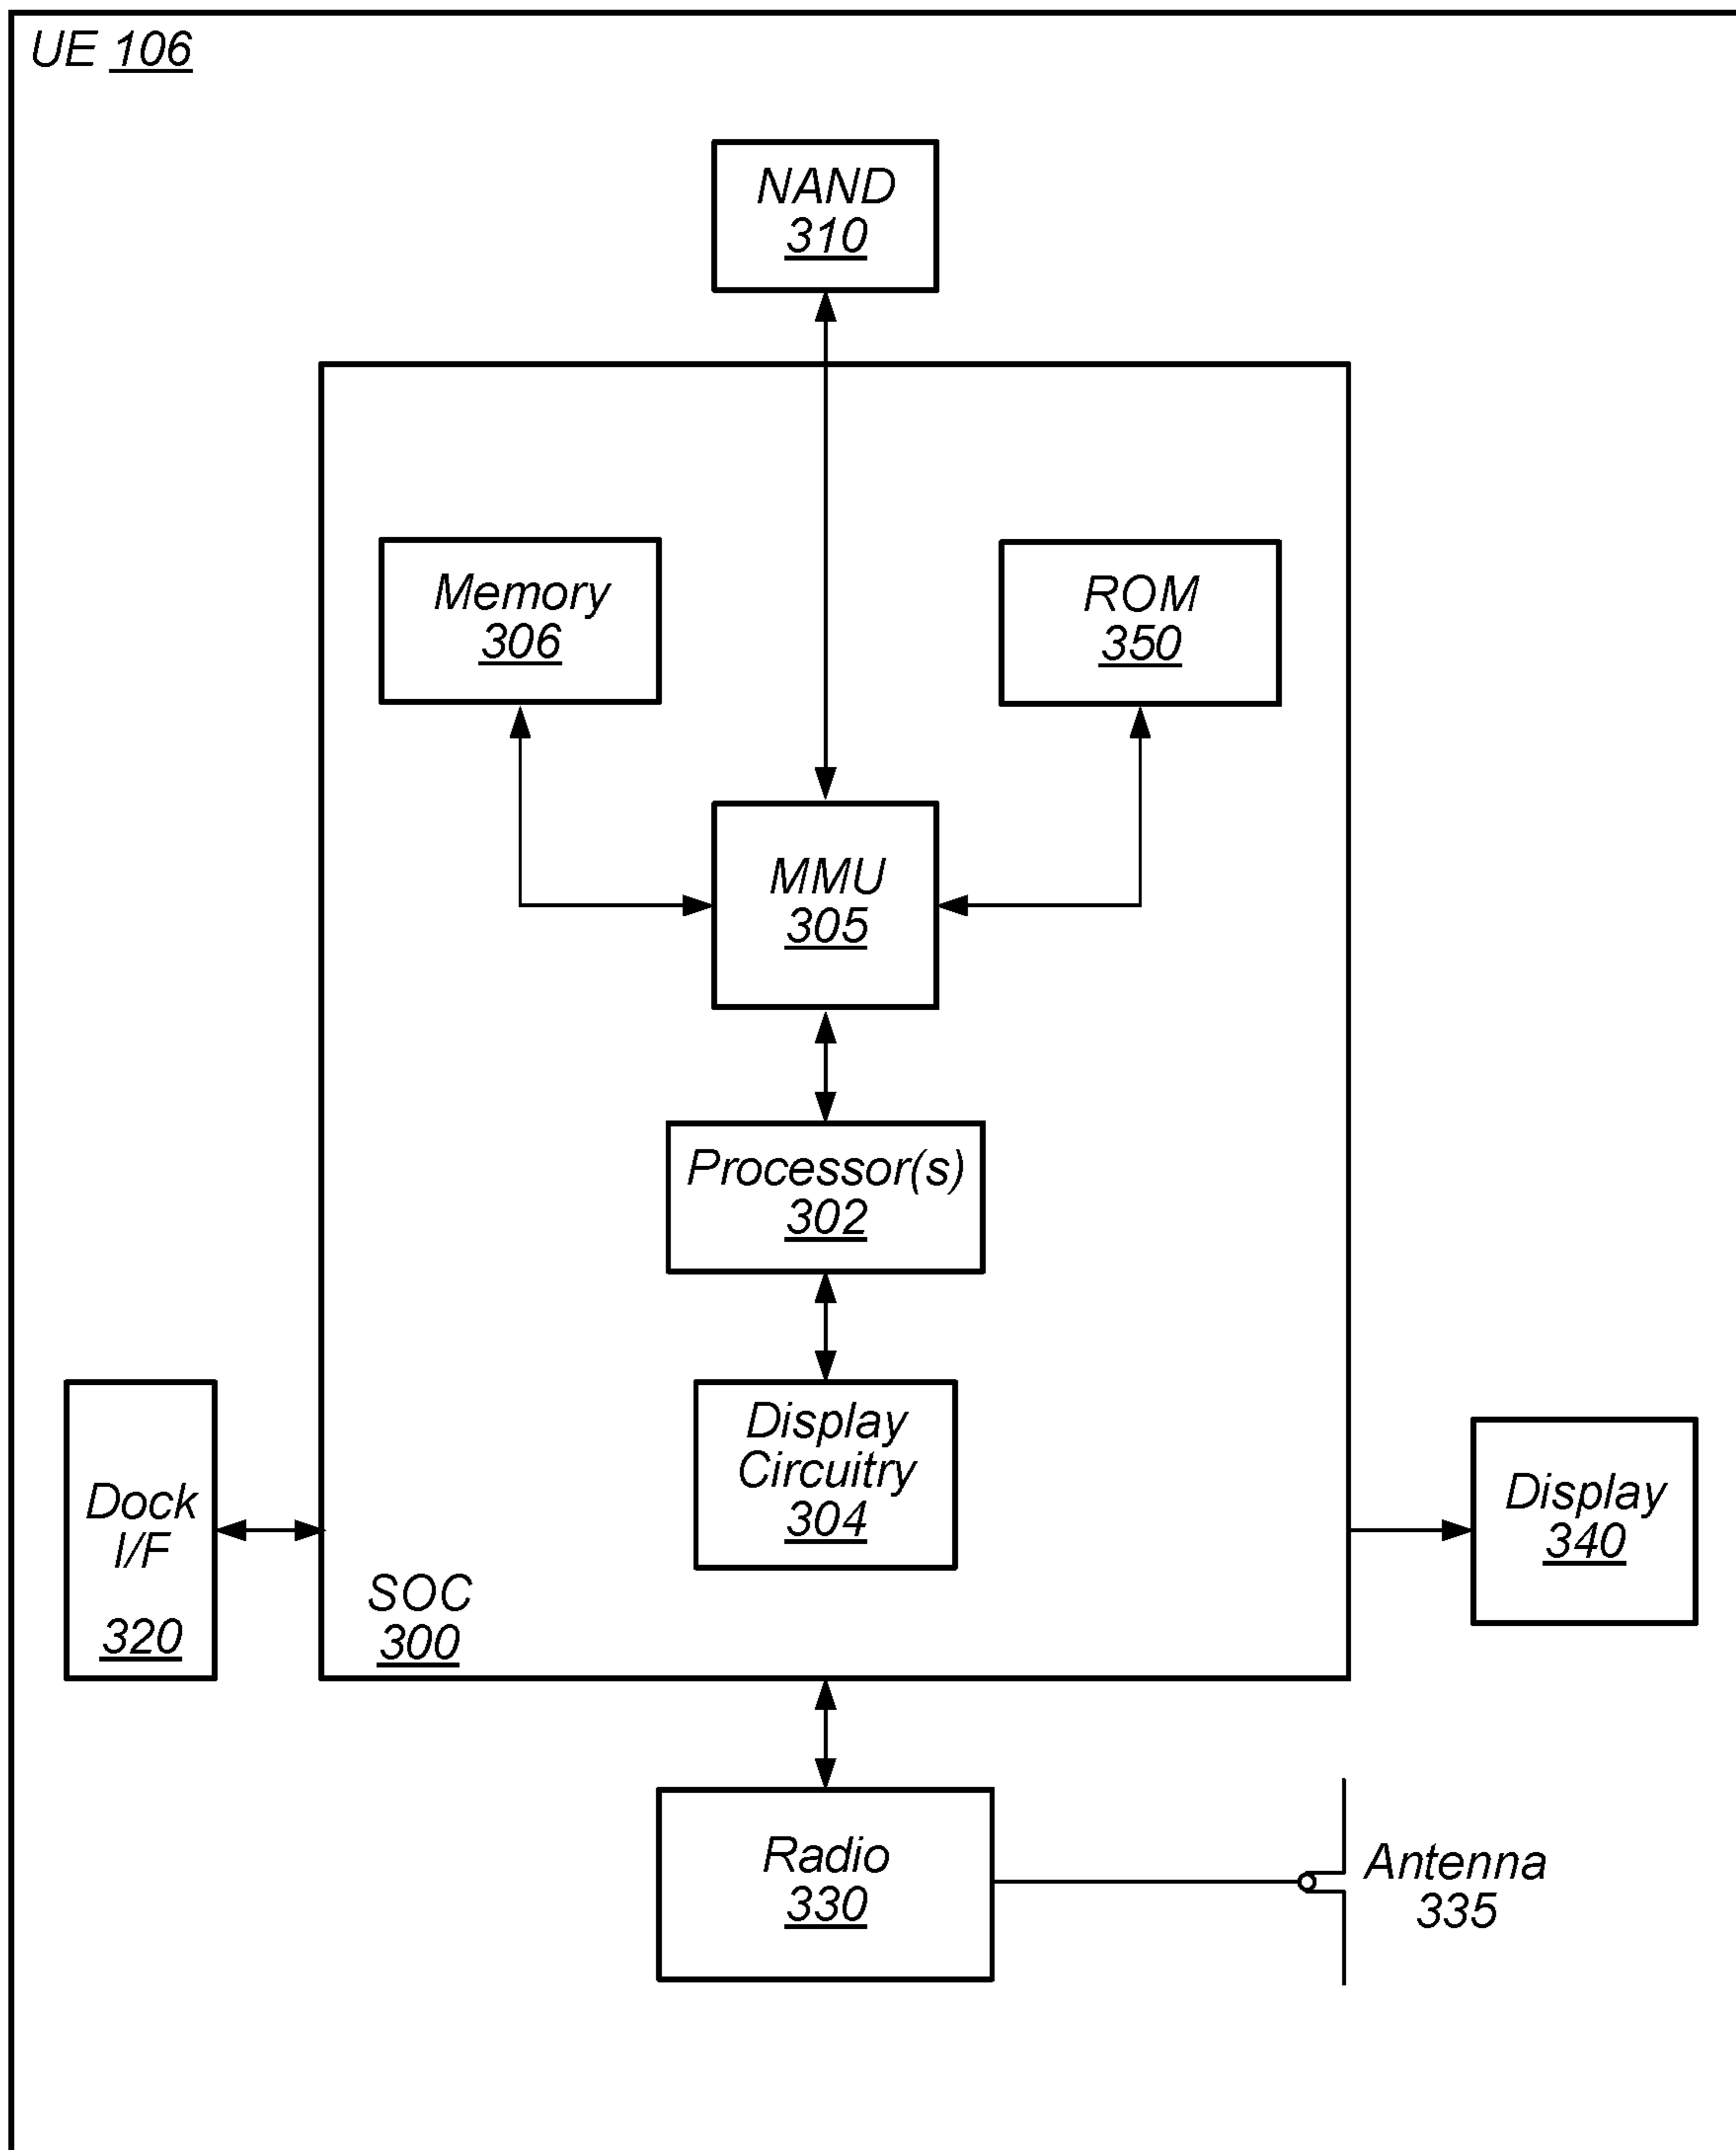 UE 106
NAND
310
Memory
306
ROM
350
MMU
305
Processor(s)
302
Display
Circuitry
304
Dock
I/F
320
SOC
300
Display
340
Radio
330
Antenna
335